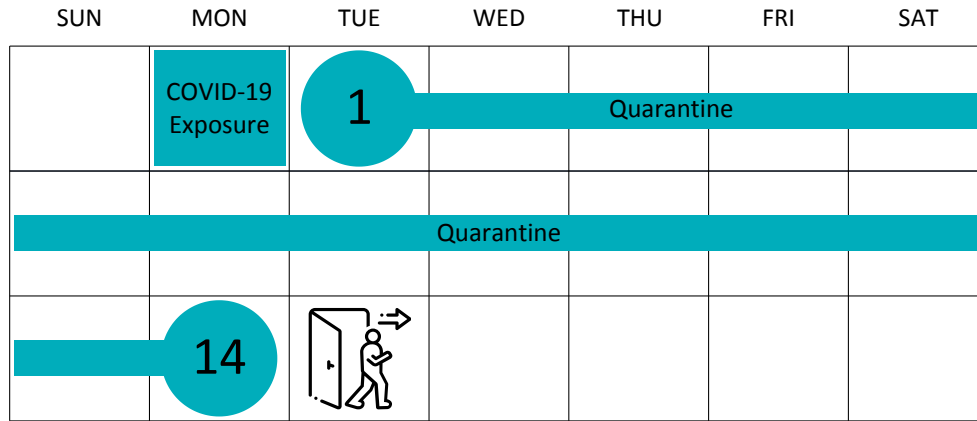 SUN MON TUE WED THU FRI SAT
COVID-19
Exposure
1
Quarantine
Quarantine
14